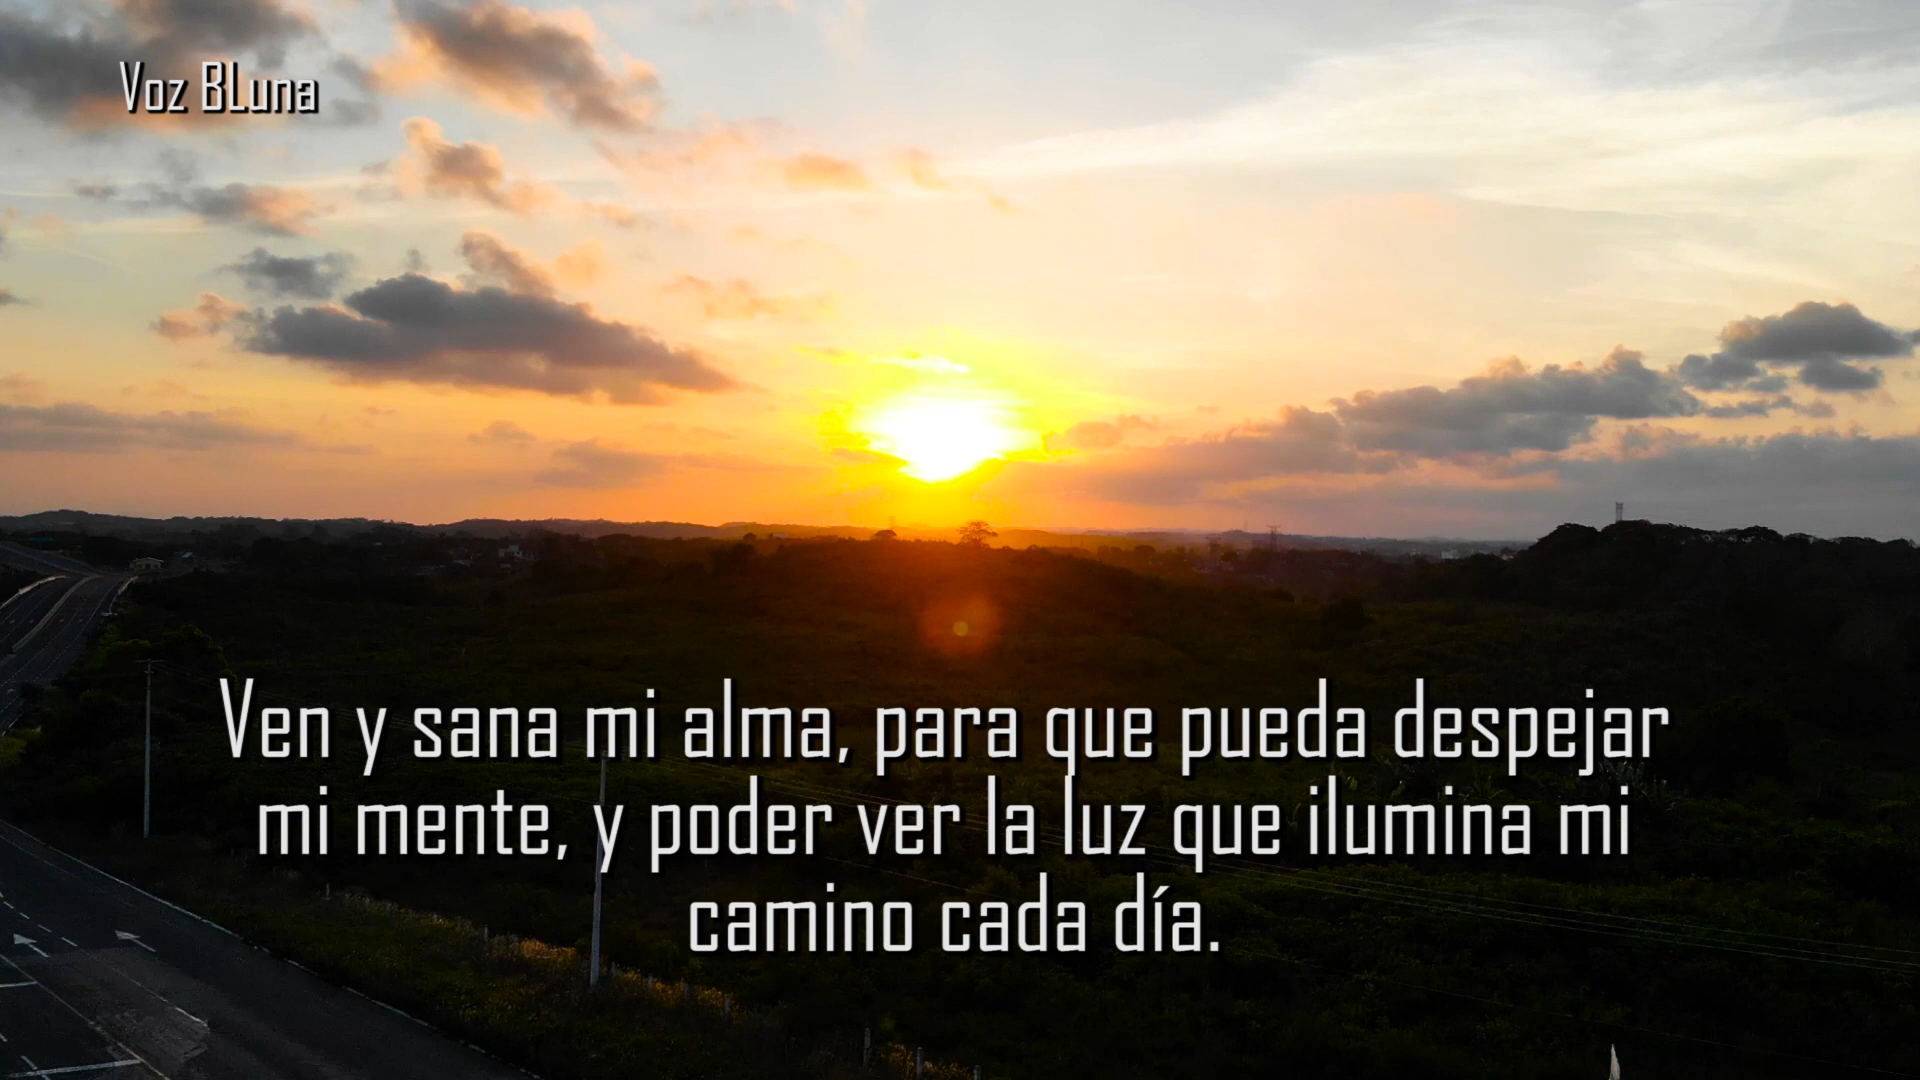 Voz BLuna
Ven y sana mi alma, para que pueda despejar
mi mente, y poder ver la luz que ilumina mi
camino cada día.